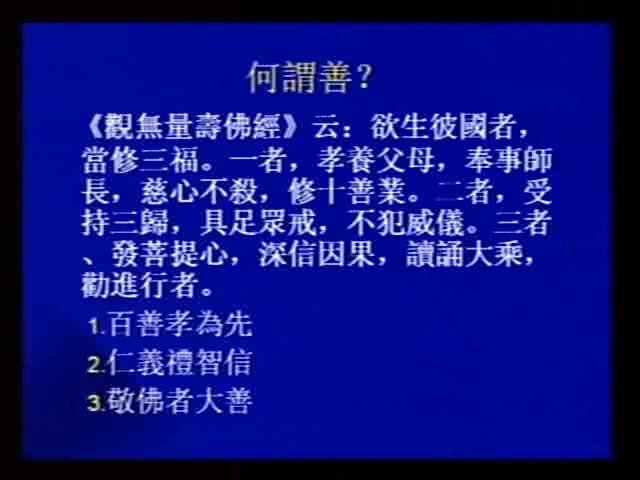 何謂善？
《觀無量壽佛經》云：欲生彼國者，
當修三福。一者，孝養父母，奉事師
長，慈心不殺，修十善業。二者，受
持三歸，具足眾戒，不犯威儀。三者
、發菩提心，深信因果，讀誦大乘，
勸進行者。
1.百善孝為先
2.仁義禮智信
3.敬佛者大善